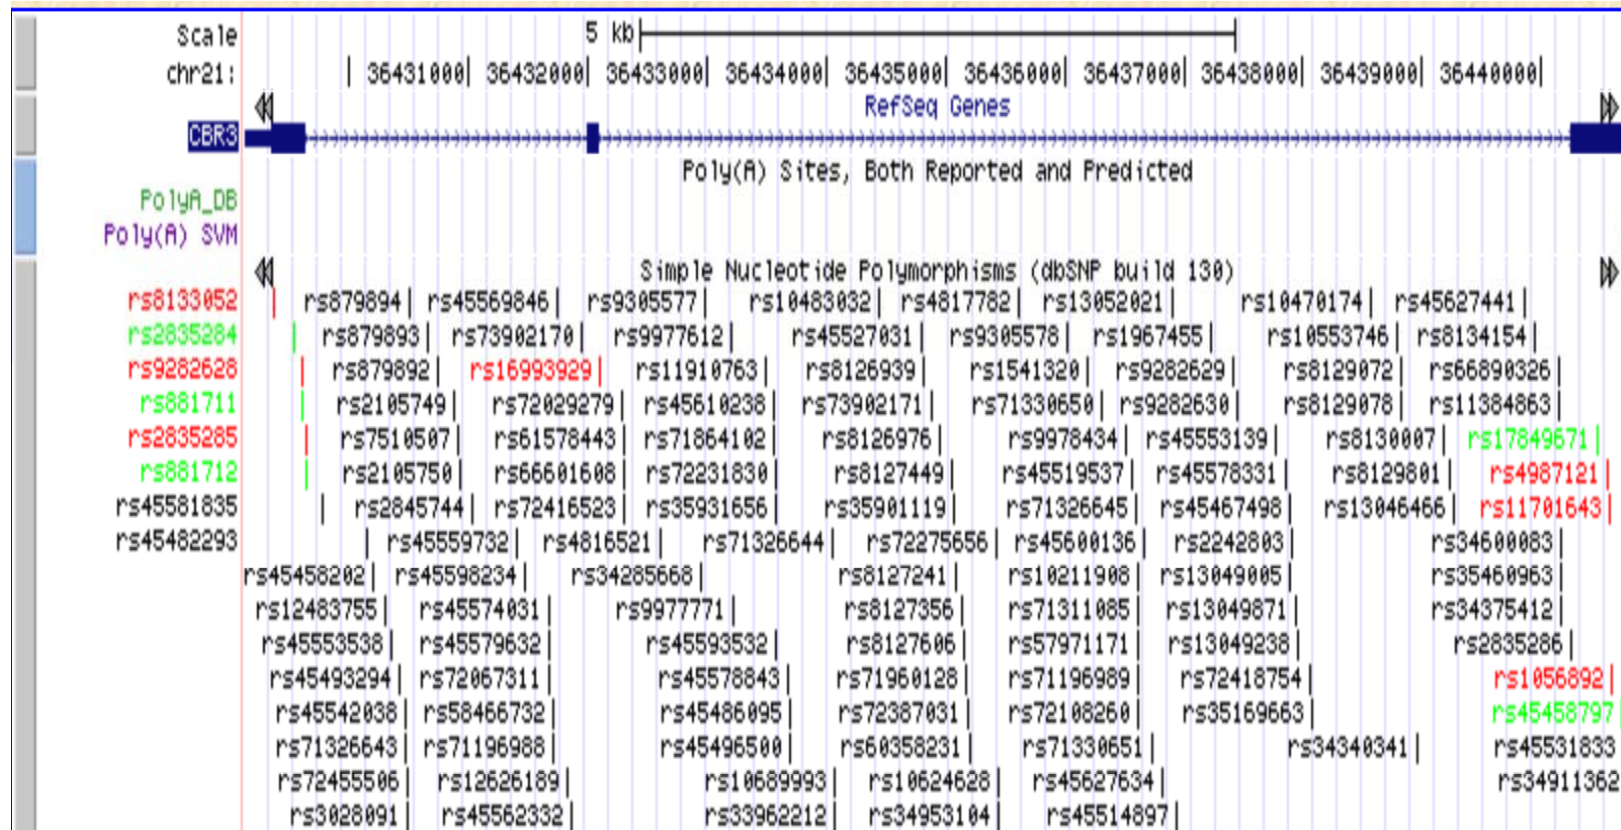 Scale 5 kb
chr21: 36431000 36432000 36433000 36434000 36435000 36436000 36437000 36438000 36439000 36440000
RefSeq Genes
CBR3
Poly(A) Sites, Both Reported and Predicted
PolyA_DB
Poly(A) SVM
Simple Nucleotide Polymorphisms (dbSNP build 130)
rs8133052 rs879894 rs45569846 rs9305577 rs10483032 rs4817782 rs13052021 rs10470174 rs45627441
rs2835284 rs879893 rs73902170 rs9977612 rs45527031 rs9305578 rs1967455 rs10553746 rs8134154
rs9282628 rs879892 rs16993929 rs11910763 rs8126939 rs1541320 rs9282629 rs8129072 rs66890326
rs881711 rs2105749 rs72029279 rs45610238 rs73902171 rs71330650 rs9282630 rs8129078 rs11384863
rs2835285 rs7510507 rs61578443 rs71864102 rs8126976 rs9978434 rs45553139 rs8130007 rs17849671
rs881712 rs2105750 rs66601608 rs72231830 rs8127449 rs45519537 rs45578331 rs8129801 rs4987121
rs45581835 rs2845744 rs72416523 rs35931656 rs35901119 rs71326645 rs45467498 rs13046466 rs11701643
rs45482293 rs45559732 rs4816521 rs71326644 rs72275656 rs45600136 rs2242803 rs34600083
rs45458202 rs45598234 rs34285668 rs8127241 rs10211908 rs13049005 rs35460963
rs12483755 rs45574031 rs9977771 rs8127356 rs71311085 rs13049871 rs34375412
rs45553538 rs45579632 rs45593532 rs8127606 rs57971171 rs13049238 rs2835286
rs45493294 rs72067311 rs45578843 rs71960128 rs71196989 rs72418754 rs1056892
rs45542038 rs58466732 rs45486095 rs72387031 rs72108260 rs35169663 rs45458797
rs71326643 rs71196988 rs45496500 rs60358231 rs71330651 rs34340341 rs45531833
rs72455506 rs12626189 rs10689993 rs10624628 rs45627634 rs34911362
rs3028091 rs45562332 rs33962212 rs34953104 rs45514897